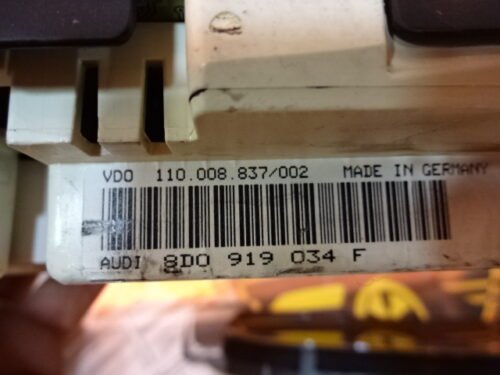 VDO 110.008.837/002 MADE IN GERMANY
AUDI 8D0 919 034 F